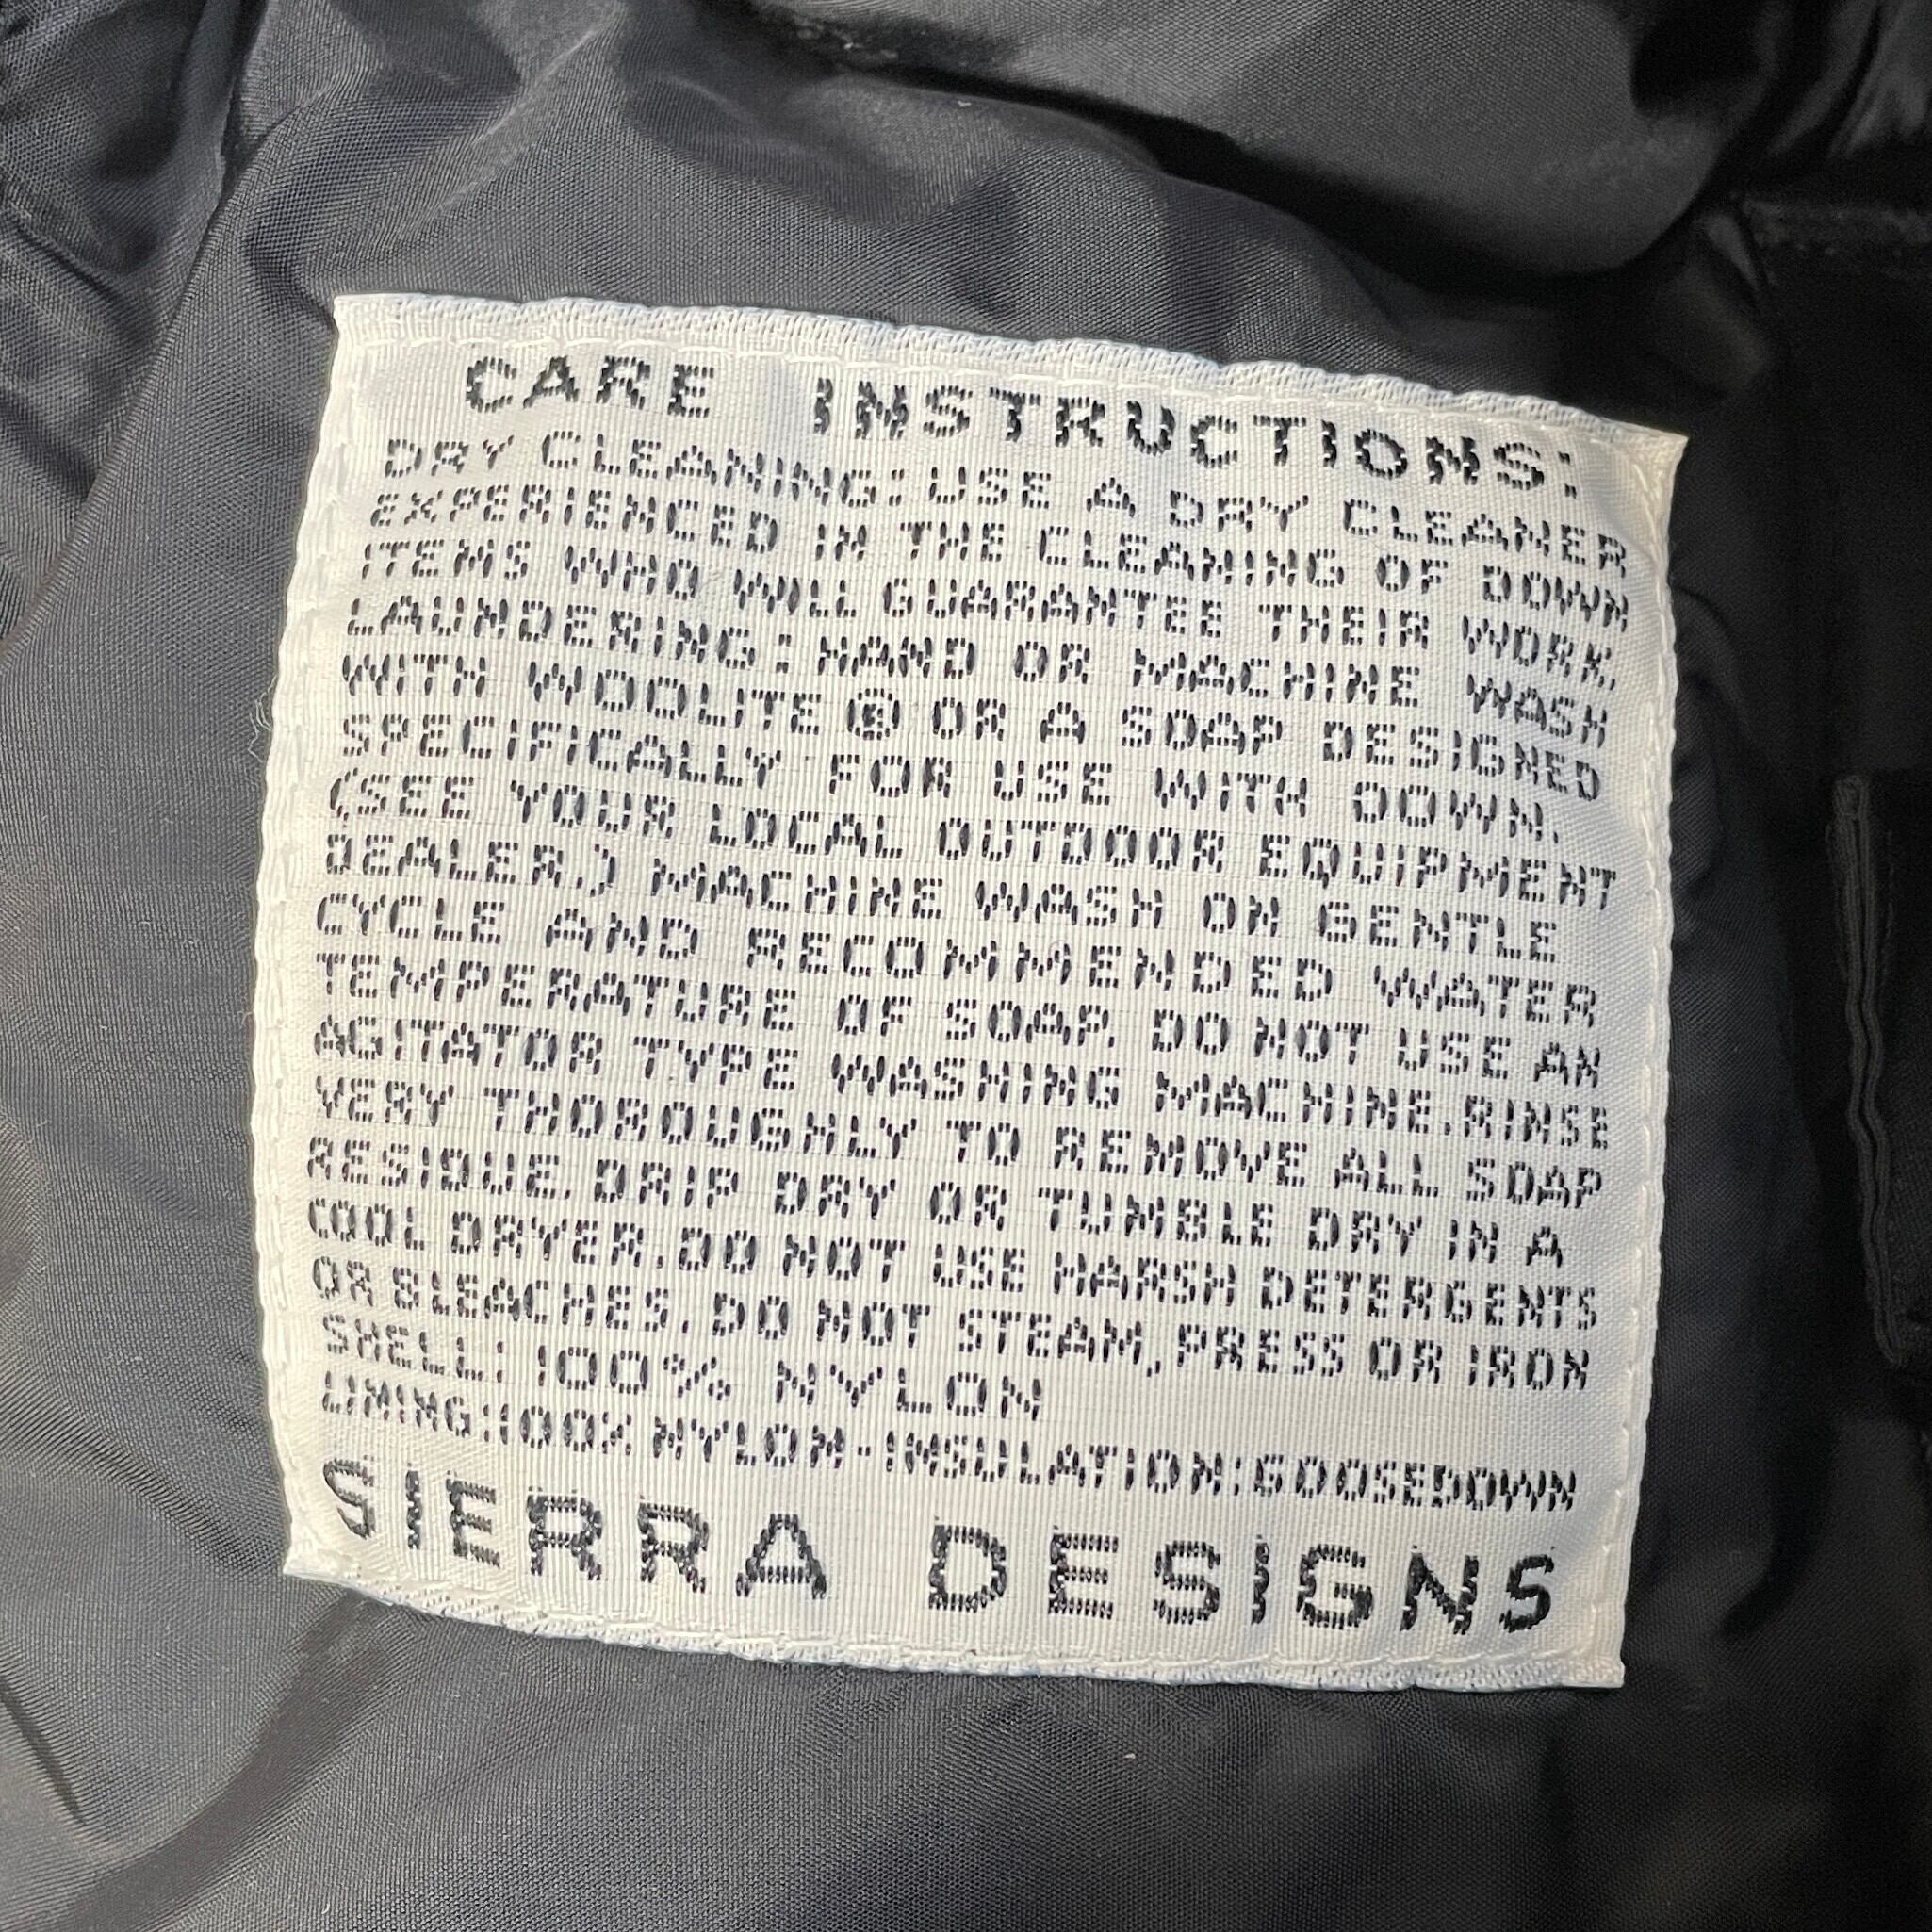 CARE INSTRUCTIONS:
DRY CLEANING: USE A DRY CLEANER
EXPERIENCED IN THE CLEANING OF DOWN
ITEMS WHO WILL GUARANTEE THEIR WORK.
LAUNDERING: HAND OR MACHINE WASH
WITH WOOLITE ® OR A SOAP DESIGNED
SPECIFICALLY FOR USE WITH DOWN.
(SEE YOUR LOCAL OUTDOOR EQUIPMENT
DEALER.) MACHINE WASH ON GENTLE
CYCLE AND RECOMMENDED WATER
TEMPERATURE OF SOAP. DO NOT USE AN
AGITATOR TYPE WASHING MACHINE. RINSE
VERY THOROUGHLY TO REMOVE ALL SOAP
RESIDUE. DRIP DRY OR TUMBLE DRY IN A
COOL DRYER. DO NOT USE HARSH DETERGENTS
OR BLEACHES. DO NOT STEAM, PRESS OR IRON
SHELL: 100% NYLON
LINING: 100% NYLON - INSULATION: GOOSEDOWN
SIERRA DESIGNS